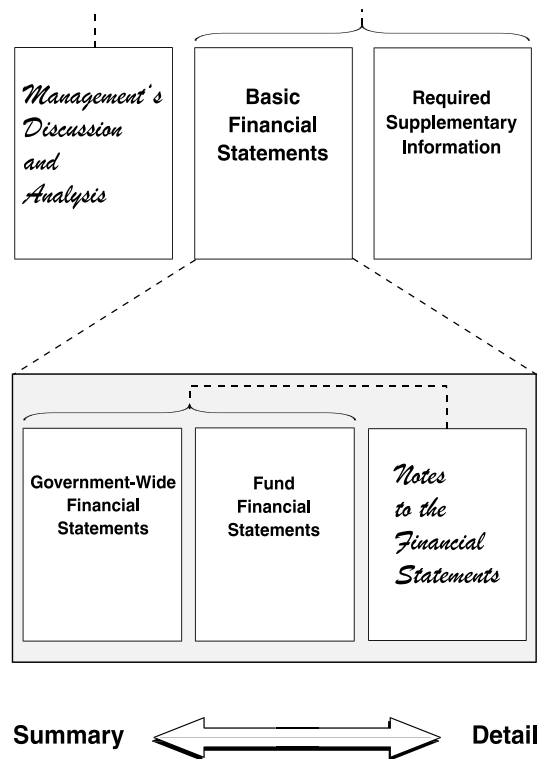 Management's
Discussion
and
Analysis
Basic
Financial
Statements
Required
Supplementary
Information
Government-Wide
Financial
Statements
Fund
Financial
Statements
Notes
to the
Financial
Statements
Summary
Detail